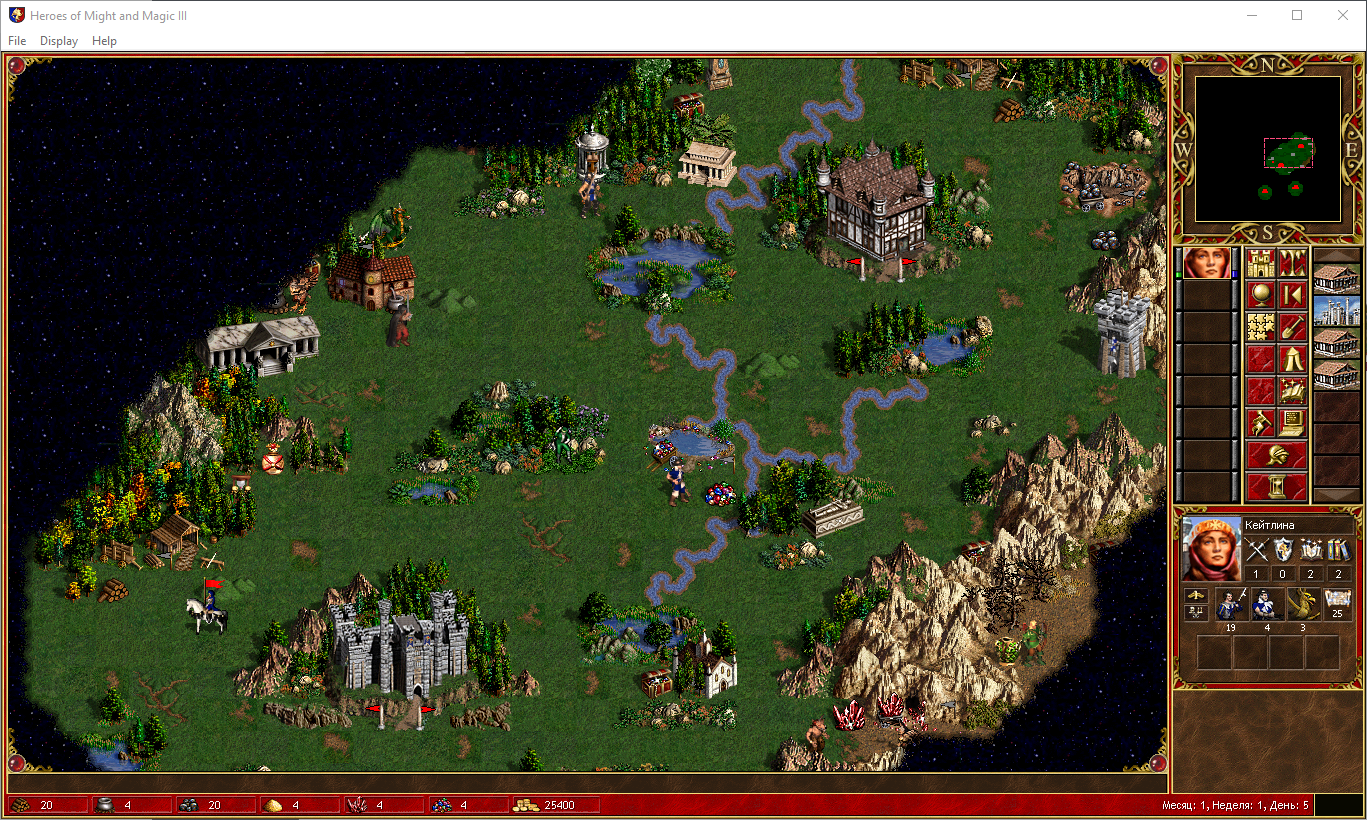 Heroes of Might and Magic III
File Display Help
N
W
E
S
Кейтлина
1 0 2 2
25
19 4 3
20 4 20 4 4 4 25400
Месяц: 1, Неделя: 1, День: 5